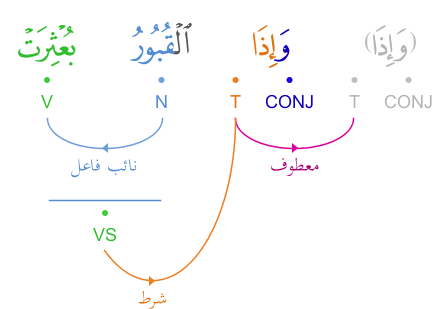 (وَإِذَا) وَإِذَا ٱلْقُبُورُ بُعْثِرَتْ
V N T CONJ T CONJ
نائب فاعل معطوف
VS
شرط